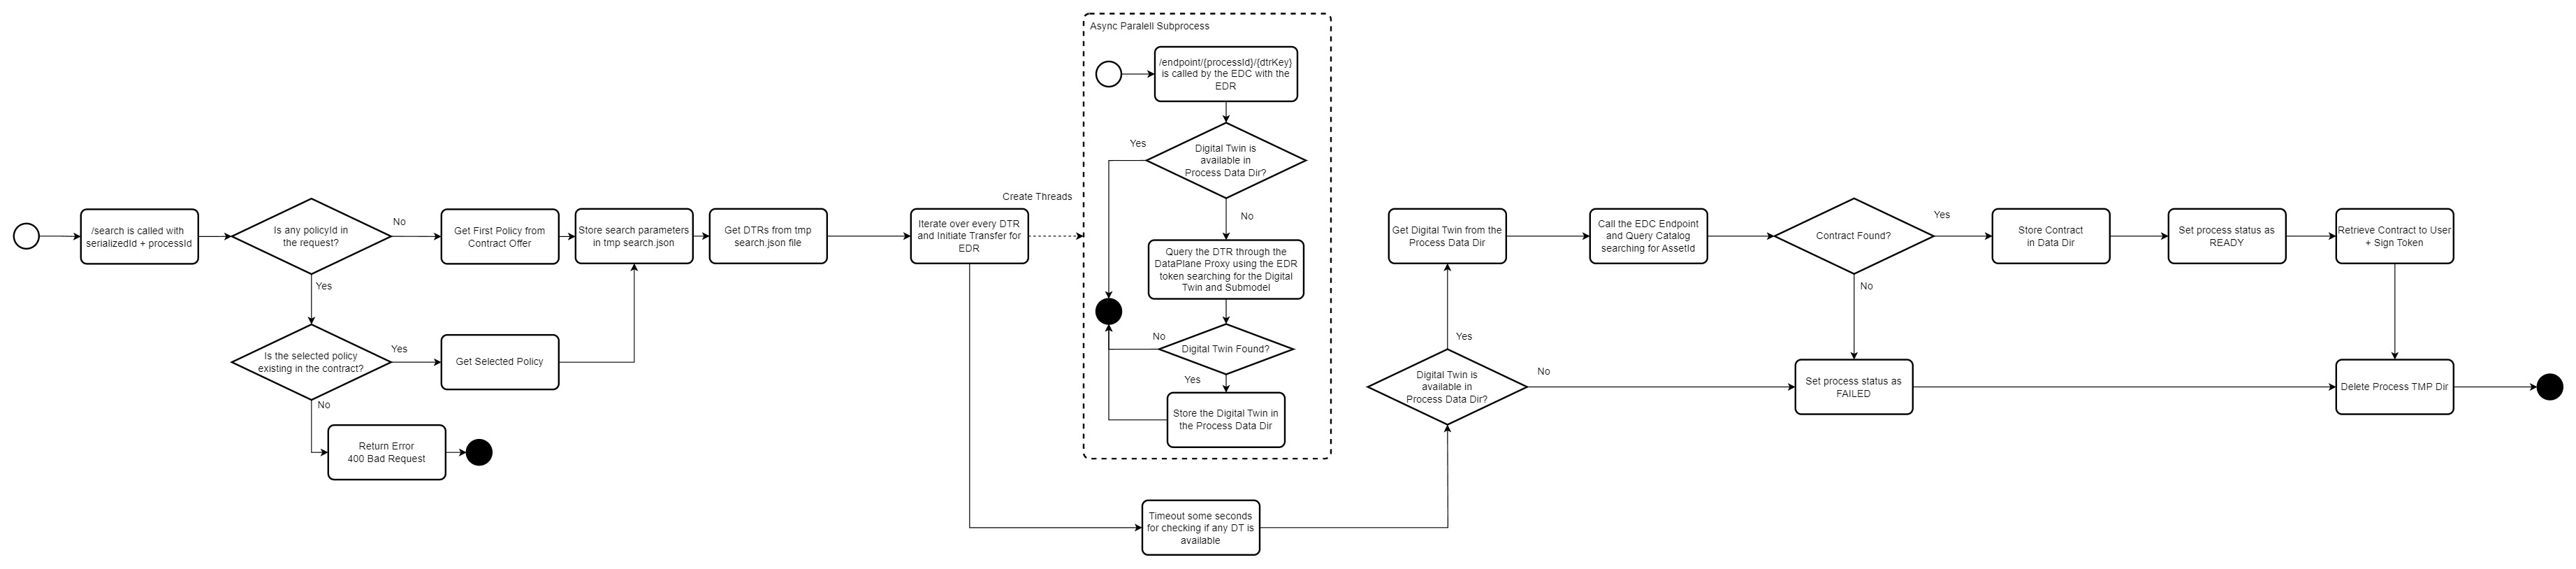 /search is called with
serializedId + processId
Is any policyId in
the request?
No
Yes
Get First Policy from
Contract Offer
Store search parameters
in tmp search.json
Get DTRs from tmp
search.json file
Is the selected policy
existing in the contract?
Yes
No
Get Selected Policy
Return Error
400 Bad Request
Iterate over every DTR
and Initiate Transfer for
EDR
Create Threads
Async Paralell Subprocess
/endpoint/{processId}/{dtrKey}
is called by the EDC with the
EDR
Digital Twin is
available in
Process Data Dir?
Yes
No
Query the DTR through the
DataPlane Proxy using the EDR
token searching for the Digital
Twin and Submodel
Digital Twin Found?
No
Yes
Store the Digital Twin in
the Process Data Dir
Timeout some seconds
for checking if any DT is
available
Digital Twin is
available in
Process Data Dir?
Yes
No
Get Digital Twin from the
Process Data Dir
Call the EDC Endpoint
and Query Catalog
searching for AssetId
Contract Found?
Yes
No
Store Contract
in Data Dir
Set process status as
READY
Retrieve Contract to User
+ Sign Token
Set process status as
FAILED
Delete Process TMP Dir